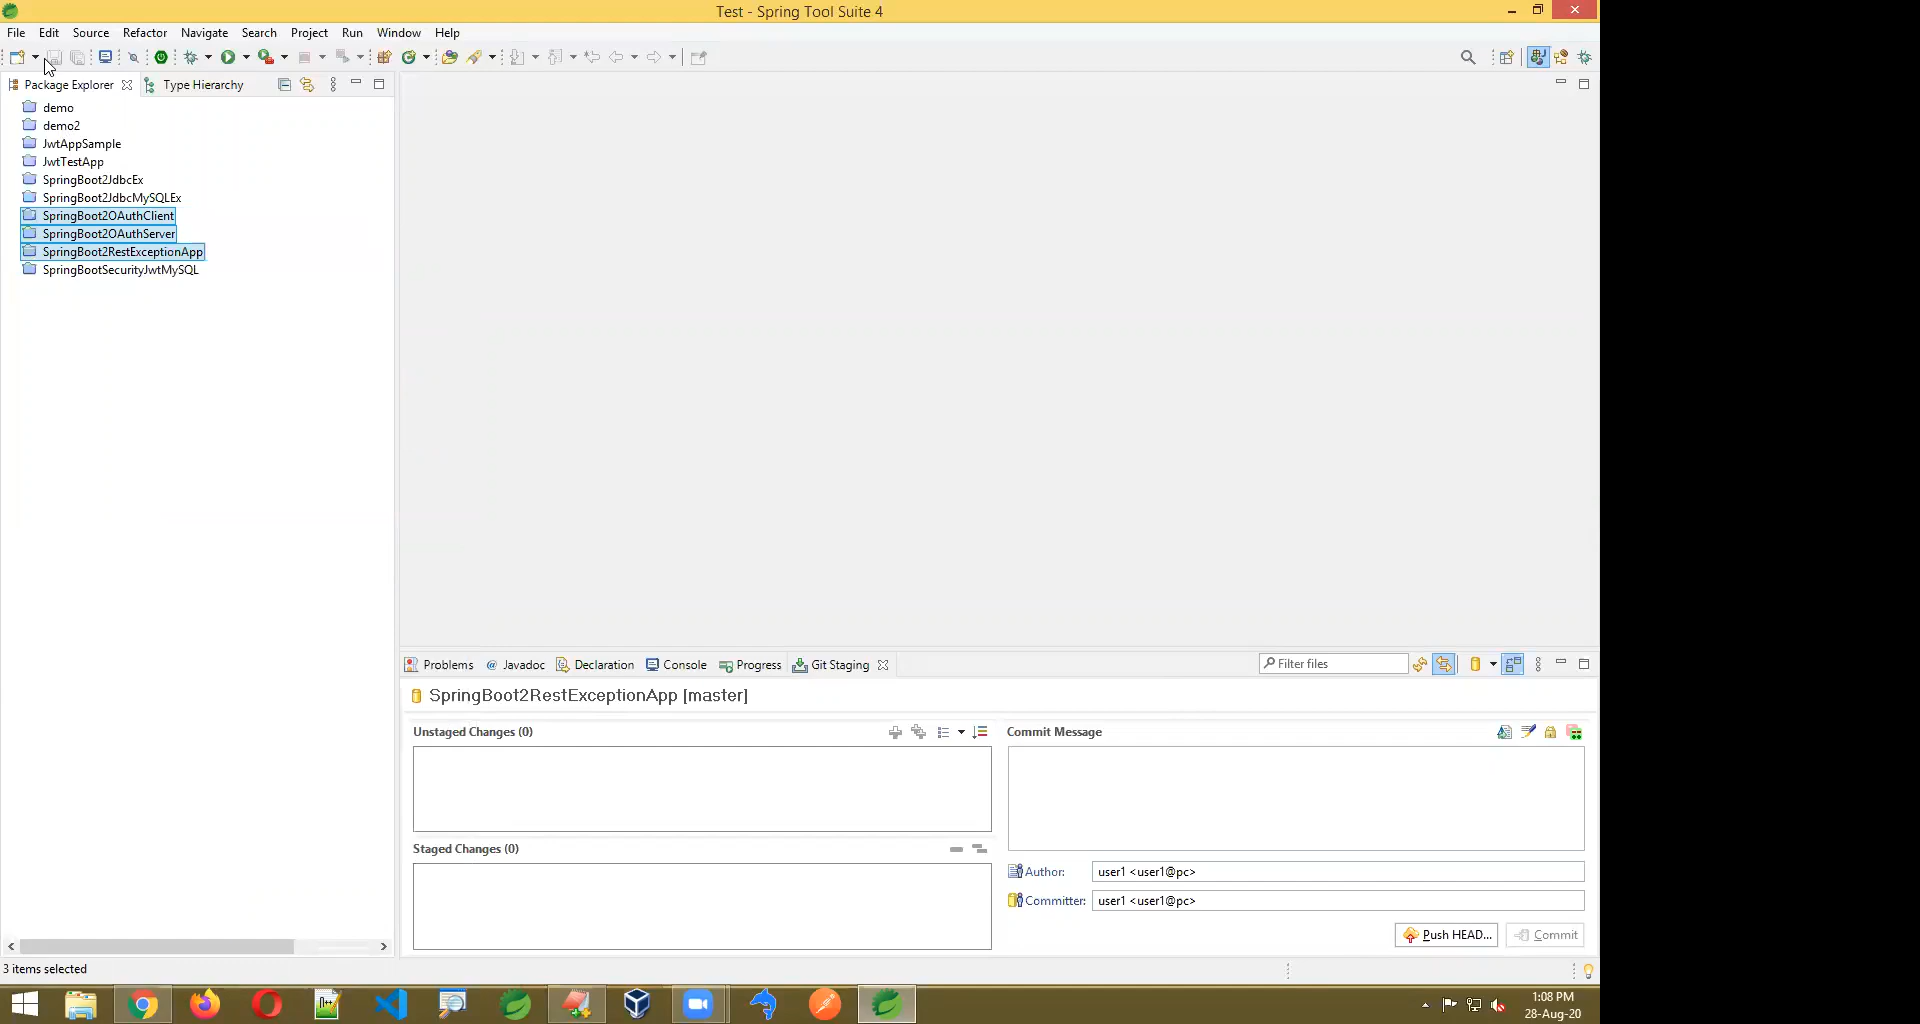 Test - Spring Tool Suite 4
File Edit Source Refactor Navigate Search Project Run Window Help
Package Explorer Type Hierarchy
demo
demo2
JwtAppSample
JwtTestApp
SpringBoot2JdbcEx
SpringBoot2JdbcMySQLEx
SpringBoot2OAuthClient
SpringBoot2OAuthServer
SpringBoot2RestExceptionApp
SpringBootSecurityJwtMySQL
Problems @ Javadoc Declaration Console Progress Git Staging Filter files
SpringBoot2RestExceptionApp [master]
Unstaged Changes (0)
Commit Message
Staged Changes (0)
Author: user1 <user1@pc>
Committer: user1 <user1@pc>
Push HEAD... Commit
3 items selected
1:08 PM
28-Aug-20